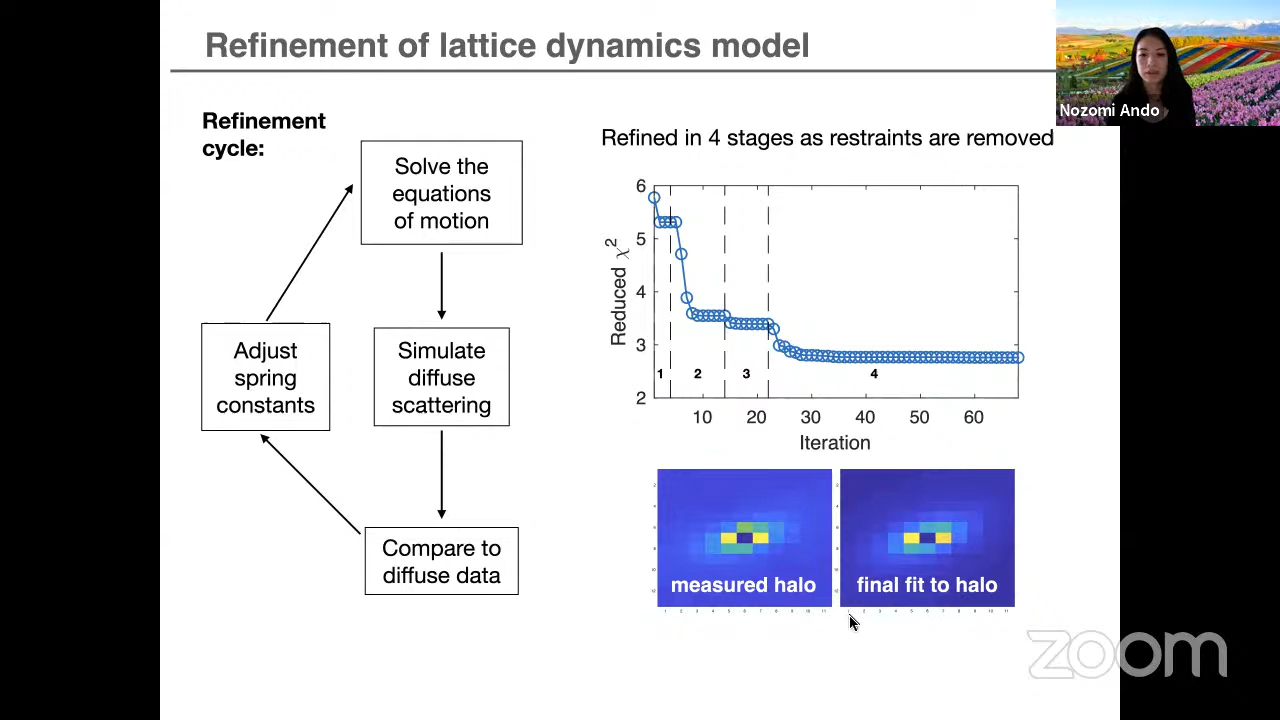 Refinement of lattice dynamics model
Nozomi Ando
Refinement
cycle:
Solve the
equations
of motion
Simulate
diffuse
scattering
Compare to
diffuse data
Adjust
spring
constants
Refined in 4 stages as restraints are removed
Reduced χ²
6
5
4
3
2
1
2
3
4
10
20
30
40
50
60
Iteration
measured halo
final fit to halo
zoom